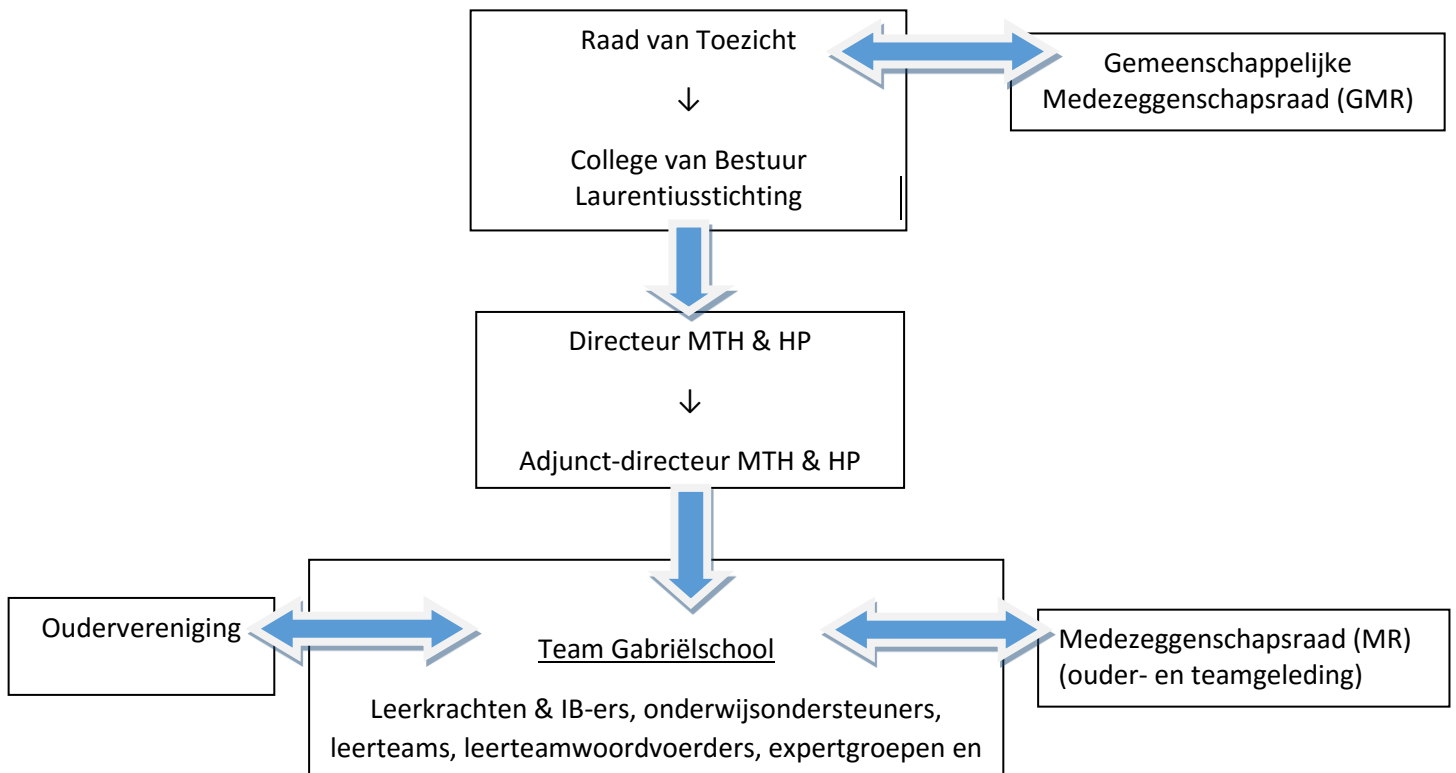 Raad van Toezicht
↓
College van Bestuur
Laurentiusstichting
Gemeenschappelijke
Medezeggenschapsraad (GMR)
Directeur MTH & HP
↓
Adjunct-directeur MTH & HP
Oudervereniging
Team Gabriëlschool
Leerkrachten & IB-ers, onderwijsondersteuners,
leerteams, leerteamwoordvoerders, expertgroepen en
Medezeggenschapsraad (MR)
(ouder- en teamgeleding)